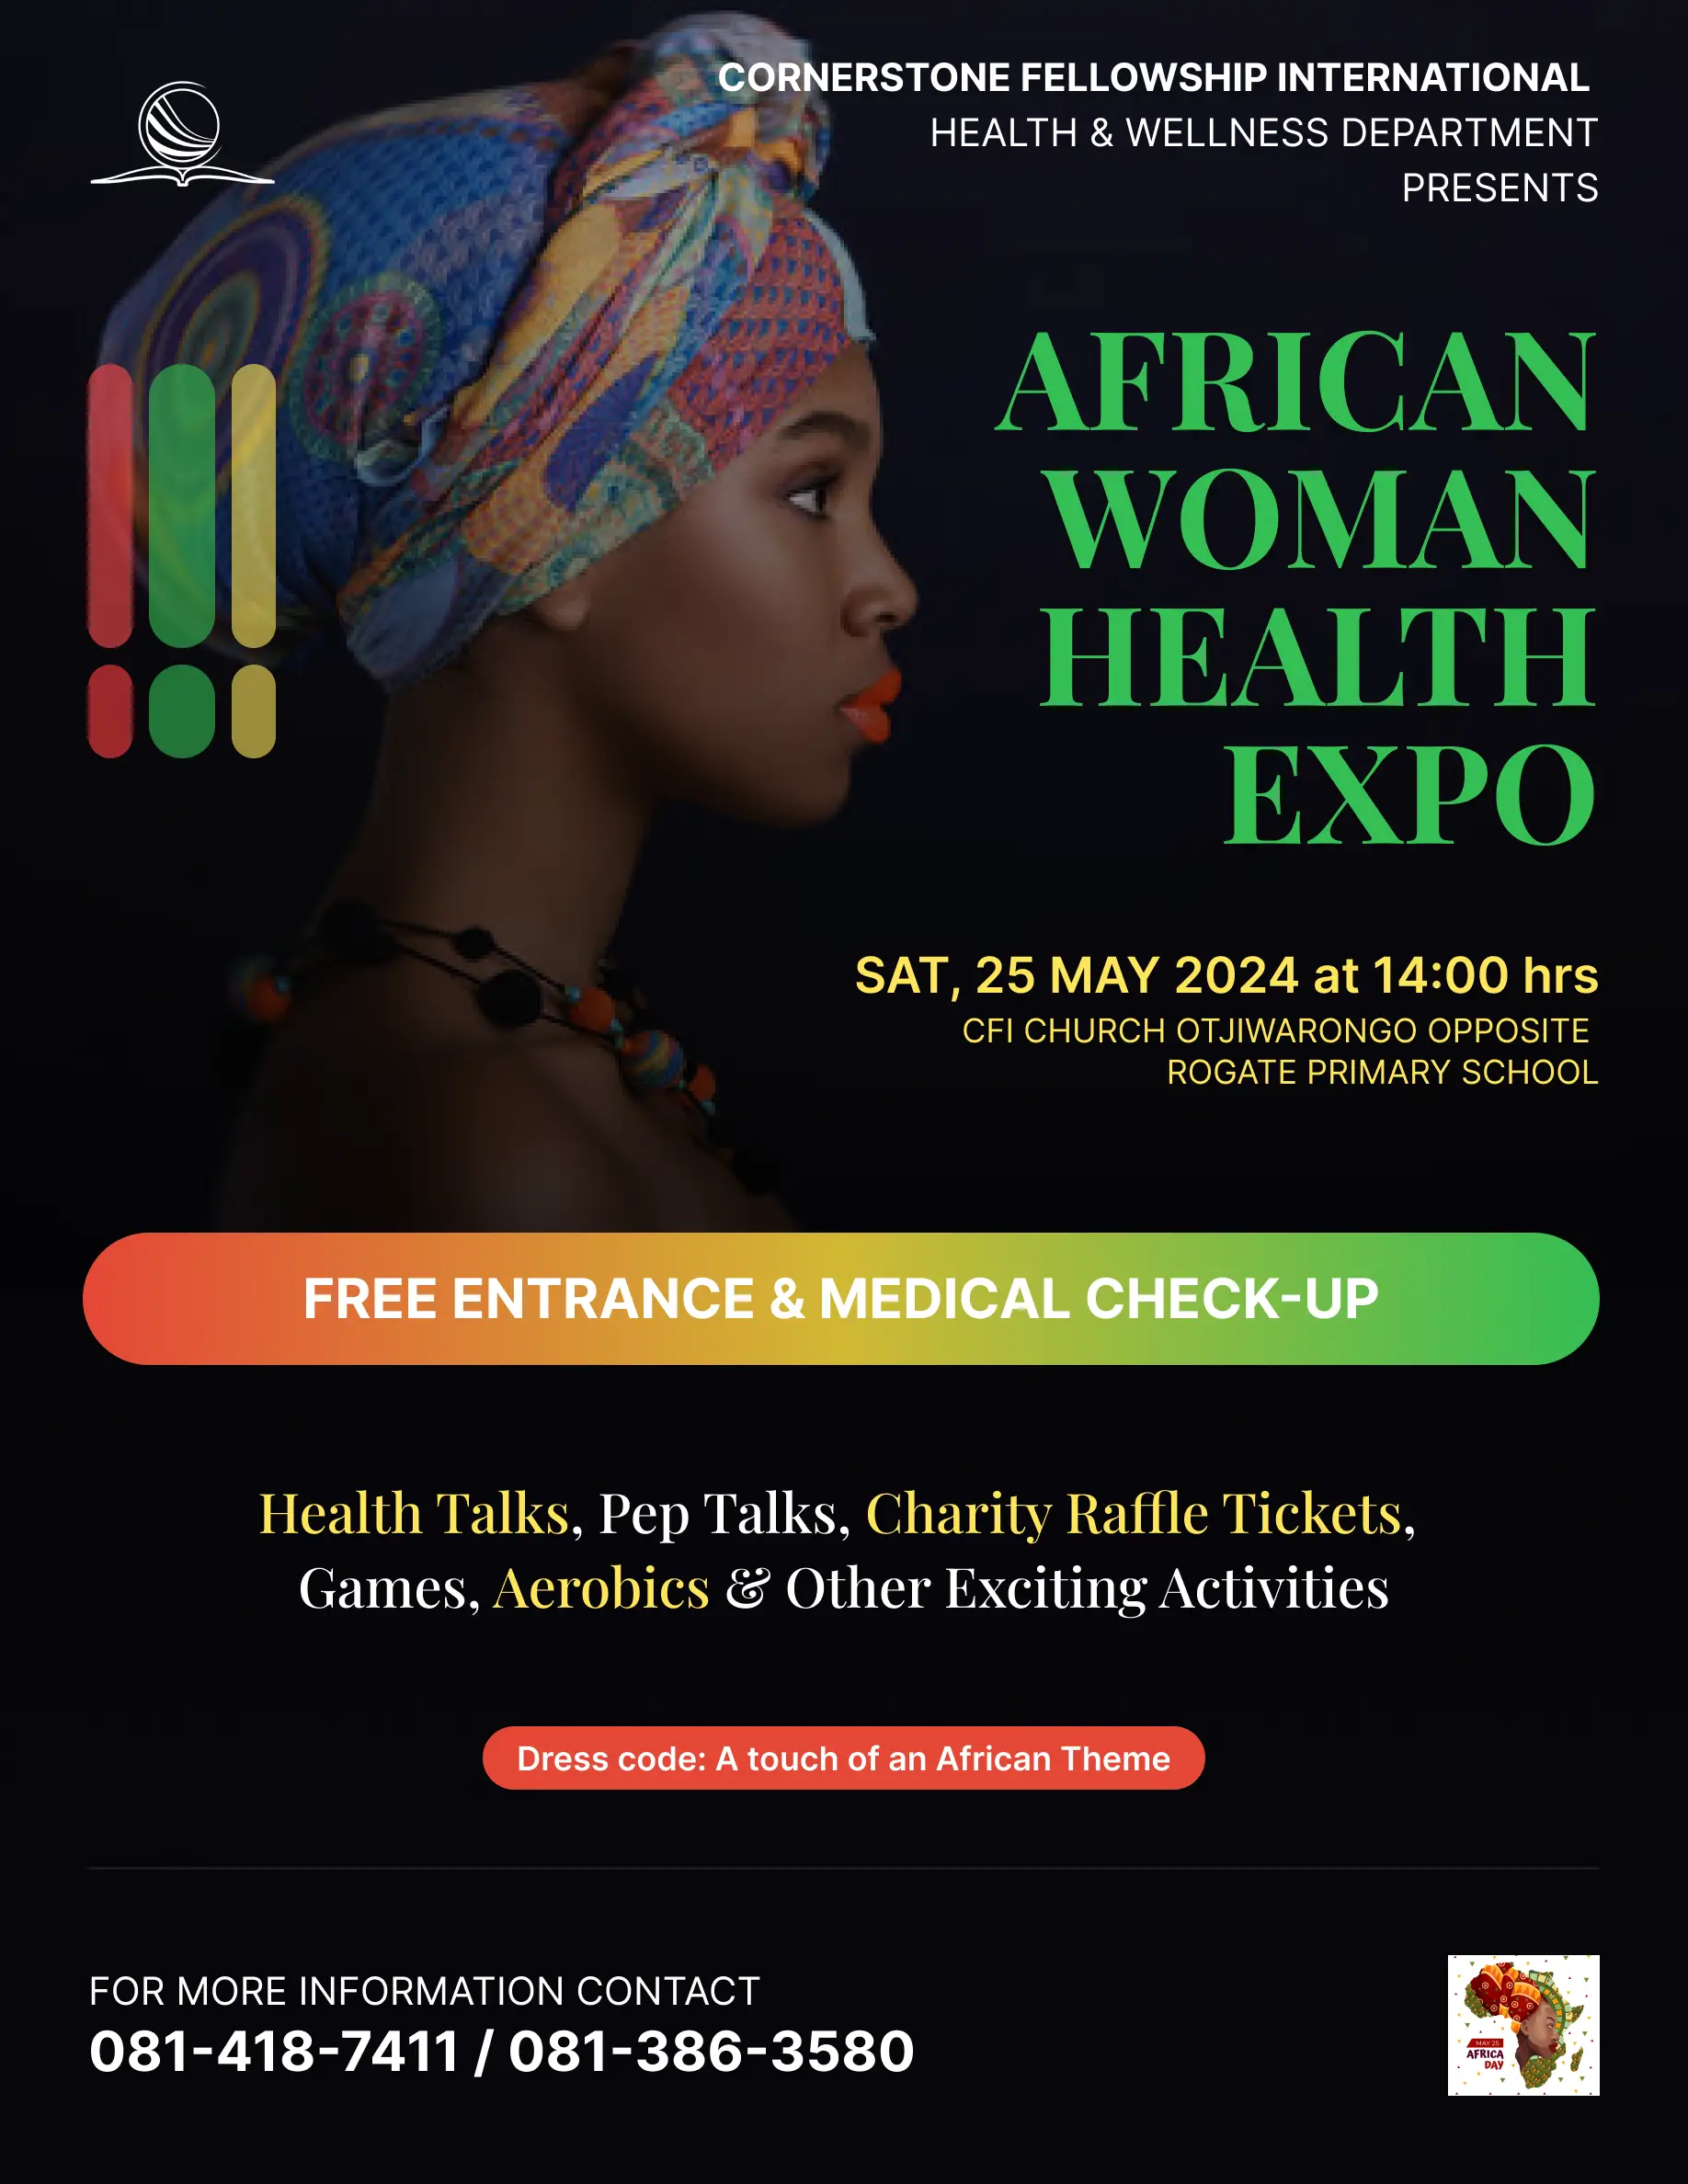 CORNERSTONE FELLOWSHIP INTERNATIONAL
HEALTH & WELLNESS DEPARTMENT
PRESENTS
AFRICAN
WOMAN
HEALTH
EXPO
SAT, 25 MAY 2024 at 14:00 hrs
CFI CHURCH OTJIWARONGO OPPOSITE
ROGATE PRIMARY SCHOOL
FREE ENTRANCE & MEDICAL CHECK-UP
Health Talks, Pep Talks, Charity Raffle Tickets,
Games, Aerobics & Other Exciting Activities
Dress code: A touch of an African Theme
FOR MORE INFORMATION CONTACT
081-418-7411 / 081-386-3580
MAY 25
AFRICA
DAY